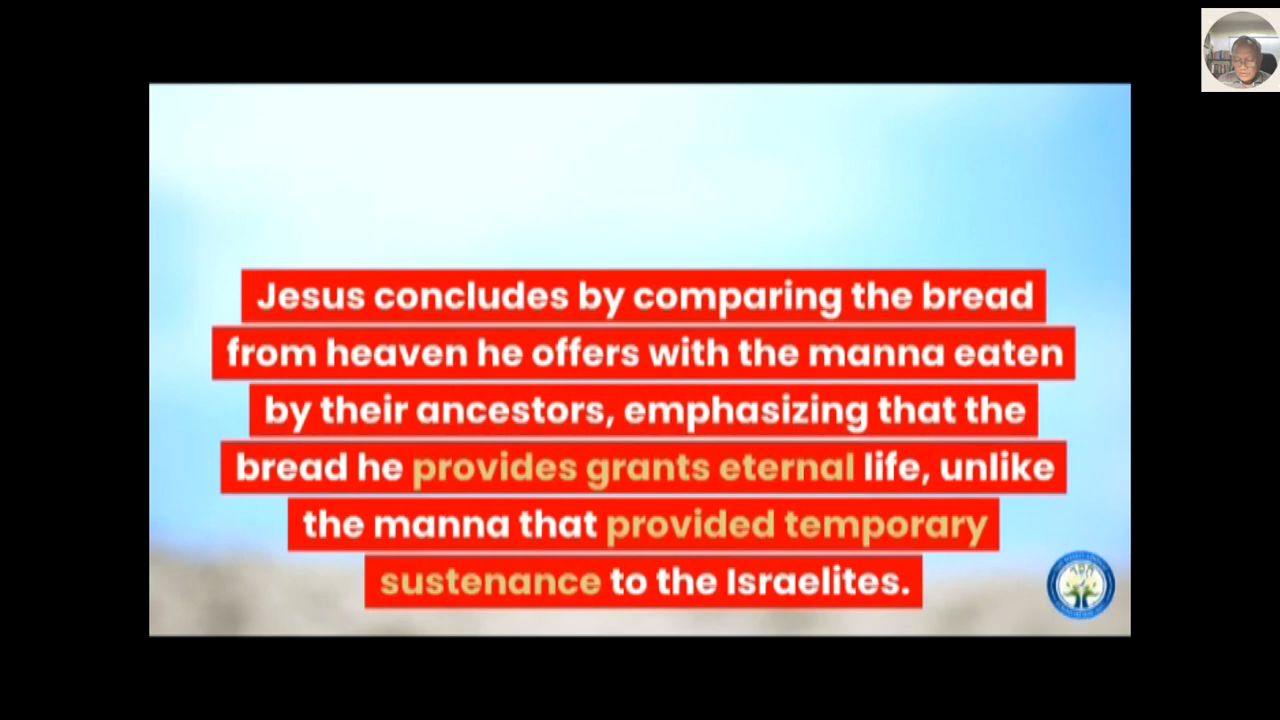 Jesus concludes by comparing the bread
from heaven he offers with the manna eaten
by their ancestors, emphasizing that the
bread he provides grants eternal life, unlike
the manna that provided temporary
sustenance to the Israelites.